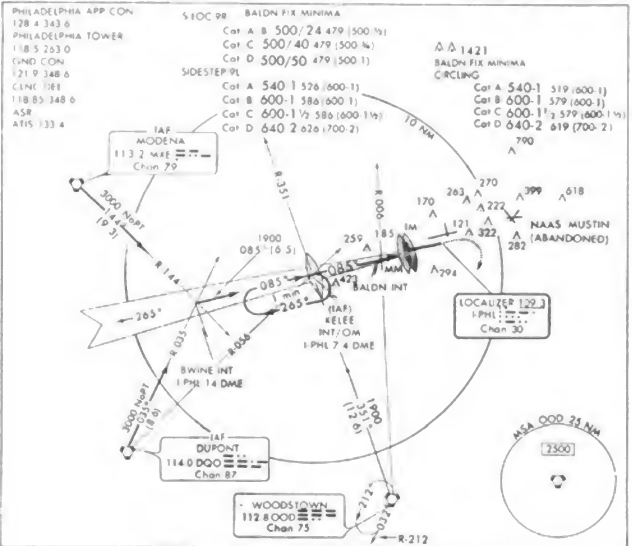 PHILADELPHIA APP CON
128.4 343.6
PHILADELPHIA TOWER
118.5 263.0
GND CON
121.9 348.6
CLNC DEL
118.85 348.6
ASR
ATIS 133.4
S-LOC 9R BALDN FIX MINIMA
Cat A B 500/24 479 (500-½)
Cat C 500/40 479 (500-¾)
Cat D 500/50 479 (500-1)
SIDESTEP 9L
Cat A 540-1 526 (600-1)
Cat B 600-1 586 (600-1)
Cat C 600-1½ 586 (600-1½)
Cat D 640-2 626 (700-2)
1421
BALDN FIX MINIMA
CIRCLING
Cat A 540-1 519 (600-1)
Cat B 600-1 579 (600-1)
Cat C 600-1½ 579 (600-1½)
Cat D 640-2 619 (700-2)
10 NM
790
IAF
MODENA
113.2 MXE
Chan 79
3000 NoPT
144°
(9.3)
R-144
R-351
R-006
1900
085° (6.5)
259
185
IM
170
263
270
222
399
618
121
322
282
NAAS MUSTIN
(ABANDONED)
294
085°
085°
MM
423
BALDN INT
1 min
265°
265°
(IAF)
KELEE
INT/OM
I-PHL 7.4 DME
LOCALIZER 109.3
I-PHL
Chan 30
R-035
R-056
BWINE INT
I-PHL 14 DME
3000 NoPT
035°
(8.6)
1900
351°
(12.6)
IAF
DUPONT
114.0 DQO
Chan 87
WOODSTOWN
112.8 OOD
Chan 75
212°
032°
R-212
MSA OOD 25 NM
2500